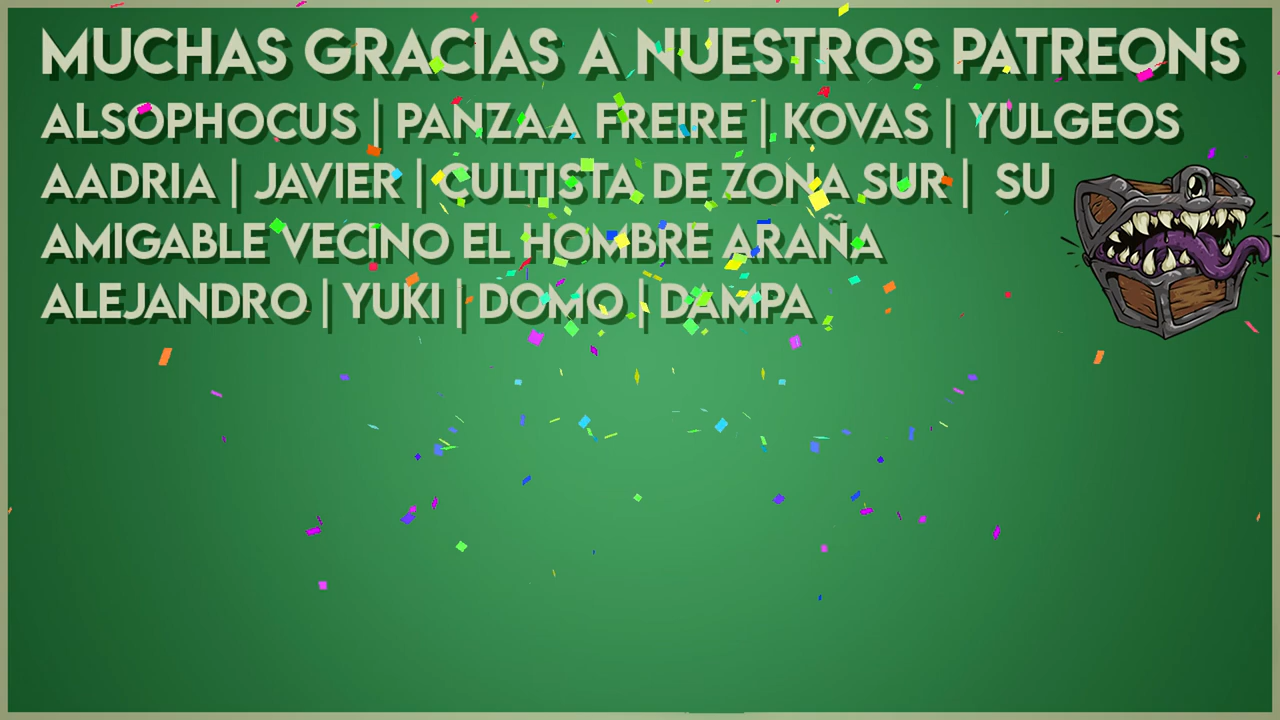 MUCHAS GRACIAS A NUESTROS PATREONS
ALSOPHOCUS | PANZAA FREIRE | KOVAS | YULGEOS
AADRIA | JAVIER | CULTISTA DE ZONA SUR | SU
AMIGABLE VECINO EL HOMBRE ARAÑA
ALEJANDRO | YUKI | DOMO | DAMPA